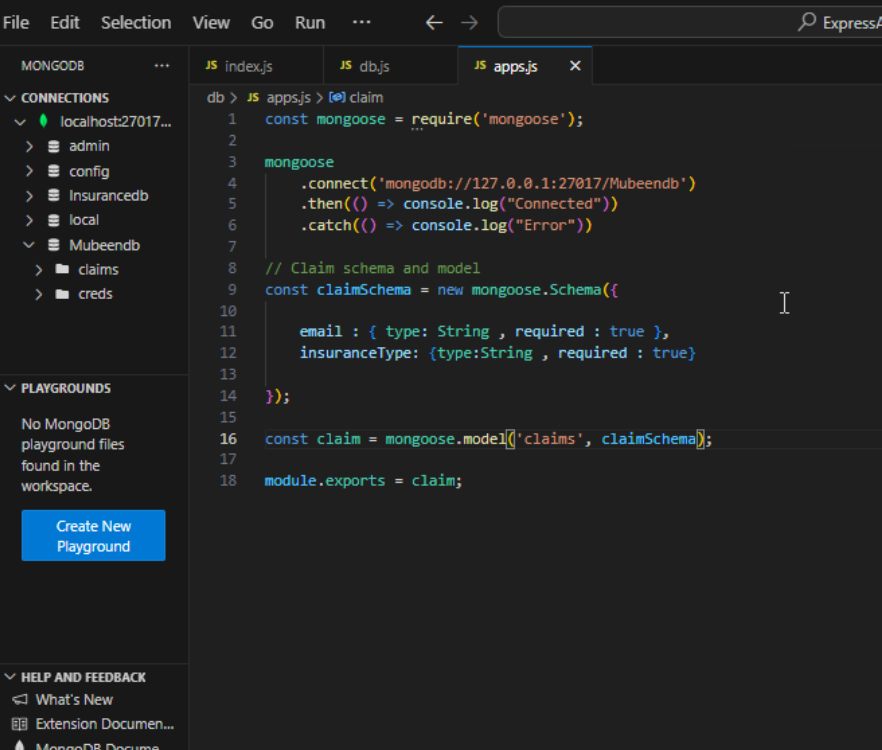 File Edit Selection View Go Run ··· ExpressA
MONGODB ···
CONNECTIONS
localhost:27017...
admin
config
Insurancedb
local
Mubeendb
claims
creds
PLAYGROUNDS
No MongoDB
playground files
found in the
workspace.
Create New
Playground
HELP AND FEEDBACK
What's New
Extension Documen...
MongoDB Docume
JS index.js JS db.js JS apps.js ×
db > JS apps.js > claim
1 const mongoose = require('mongoose');
2
3 mongoose
4 .connect('mongodb://127.0.0.1:27017/Mubeendb')
5 .then(() => console.log("Connected"))
6 .catch(() => console.log("Error"))
7
8 // Claim schema and model
9 const claimSchema = new mongoose.Schema({
10
11 email : { type: String , required : true },
12 insuranceType: {type:String , required : true}
13
14 });
15
16 const claim = mongoose.model('claims', claimSchema);
17
18 module.exports = claim;